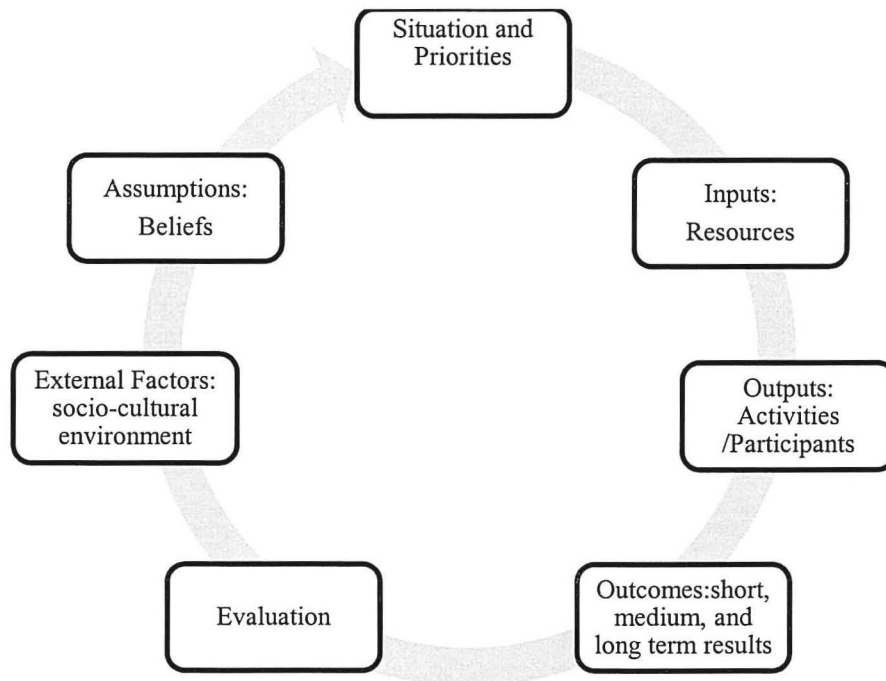 Situation and
Priorities
Inputs:
Resources
Outputs:
Activities
/Participants
Outcomes:short,
medium, and
long term results
Evaluation
External Factors:
socio-cultural
environment
Assumptions:
Beliefs